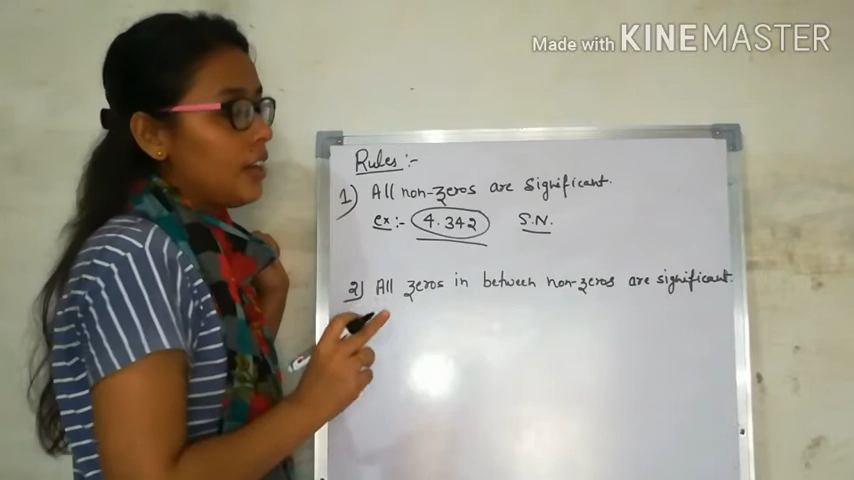 Made with KINEMASTER
Rules :-
1) All non-zeros are significant.
ex :- 4.342 S.N.
2) All zeros in between non-zeros are significant.